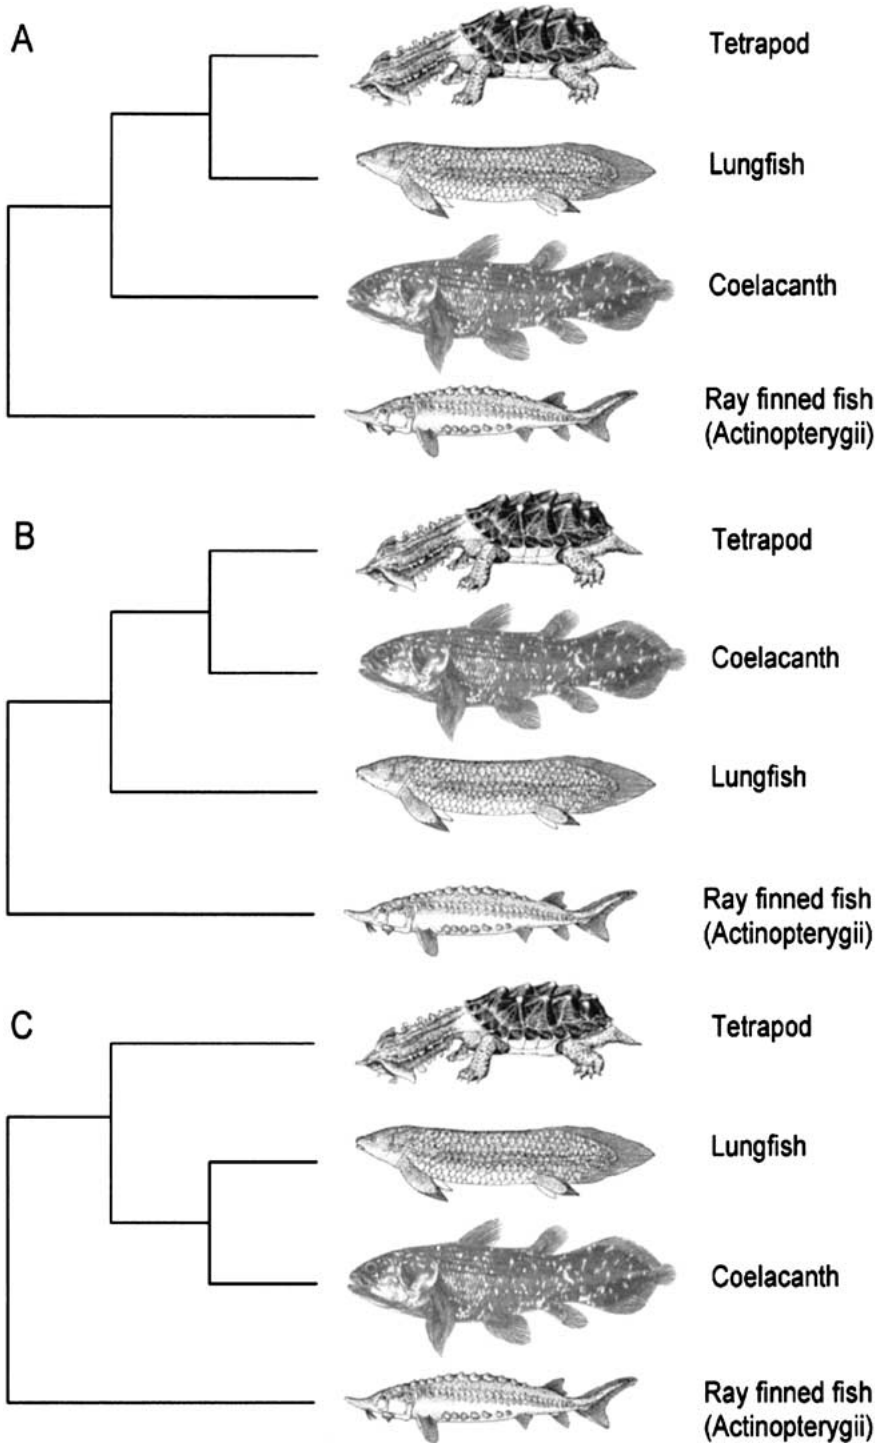 A
Tetrapod
Lungfish
Coelacanth
Ray finned fish
(Actinopterygii)
B
Tetrapod
Coelacanth
Lungfish
Ray finned fish
(Actinopterygii)
C
Tetrapod
Lungfish
Coelacanth
Ray finned fish
(Actinopterygii)